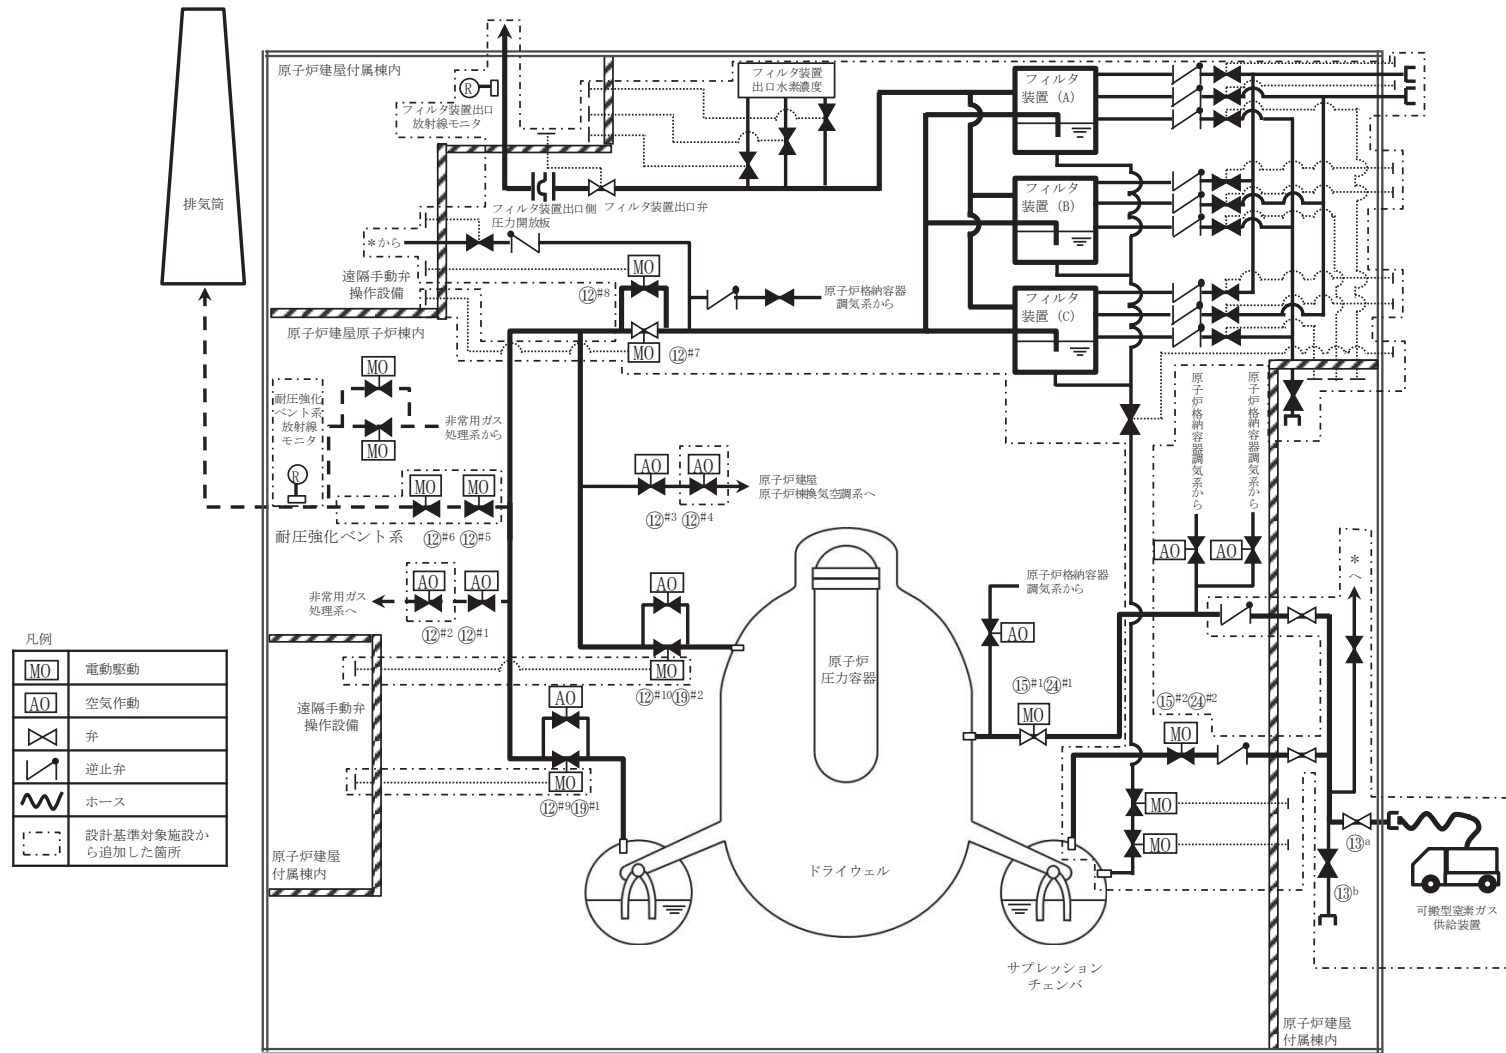 原子炉建屋付属棟内
R
フィルタ装置出口
放射線モニタ
フィルタ装置
出口水素濃度
フィルタ
装置 (A)
フィルタ
装置 (B)
フィルタ
装置 (C)
排気筒
フィルタ装置出口側
圧力開放板
フィルタ装置出口弁
*から
遠隔手動弁
操作設備
MO
⑫#8
原子炉格納容器
調気系から
原子炉建屋原子炉棟内
MO
⑫#7
MO
耐圧強化
ベント系
放射線
モニタ
R
MO
非常用ガス
処理系から
原子炉格納容器調気系から
原子炉格納容器調気系から
AO
AO
原子炉建屋
原子炉棟換気空調系へ
⑫#3
⑫#4
MO
MO
耐圧強化ベント系
⑫#6
⑫#5
AO
AO
AO
AO
非常用ガス
処理系へ
⑫#2
⑫#1
AO
原子炉格納容器
調気系から
AO
*へ
凡例
MO
電動駆動
AO
空気作動
弁
逆止弁
ホース
設計基準対象施設か
ら追加した箇所
MO
⑫#10⑲#2
原子炉
圧力容器
⑮#1㉔#1
MO
⑮#2㉔#2
MO
遠隔手動弁
操作設備
AO
MO
⑫#9⑲#1
MO
MO
⑬a
⑬b
原子炉建屋
付属棟内
ドライウェル
可搬型窒素ガス
供給装置
サプレッション
チェンバ
原子炉建屋
付属棟内